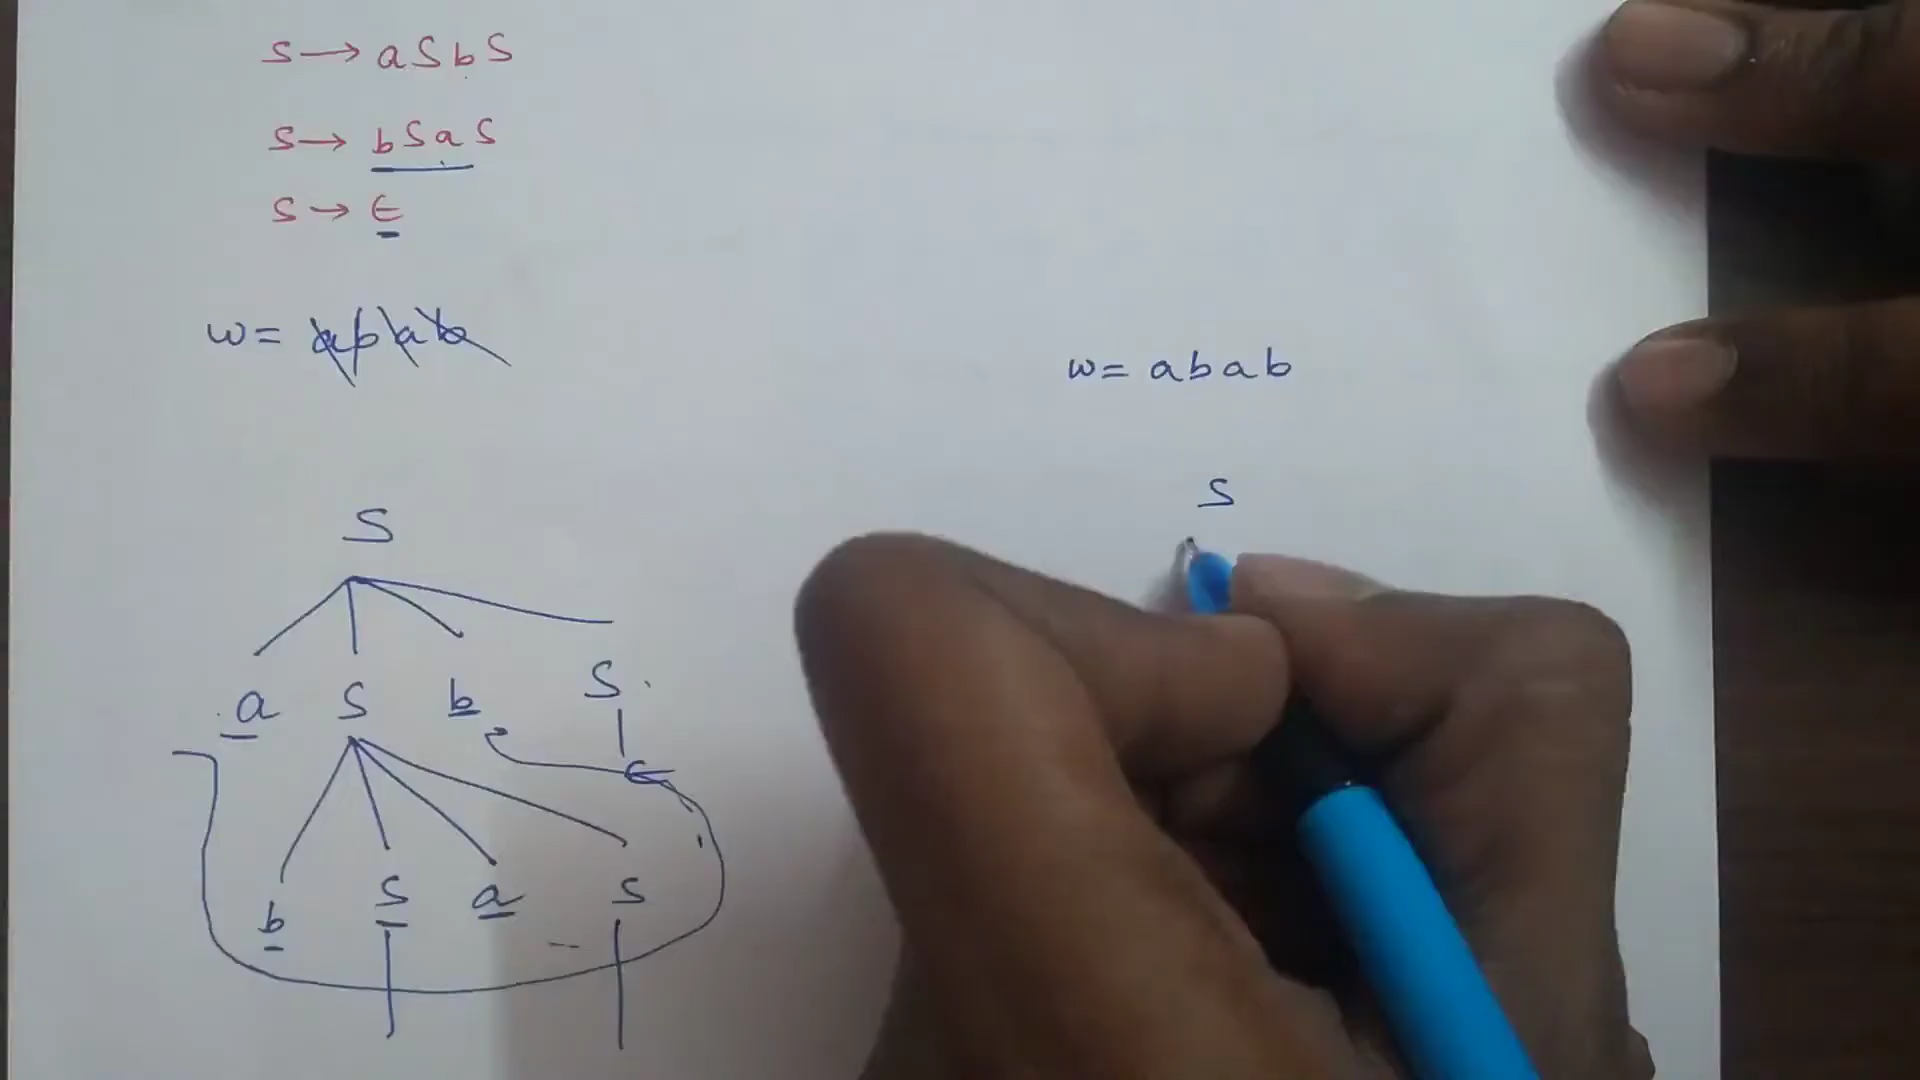 S → aSbS
S → bSaS
S → ε
w = abab
w = abab
S
S
a S b S
ε
b S a S